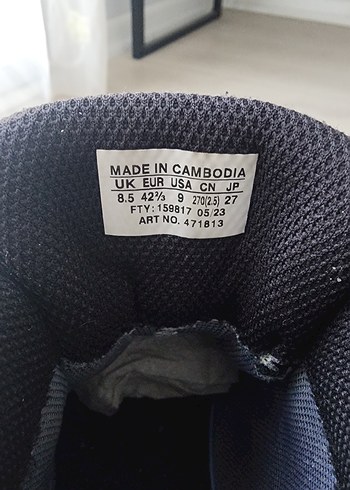 MADE IN CAMBODIA
UK EUR USA CN JP
8.5 42⅔ 9 270(2.5) 27
FTY: 159817 05/23
ART NO. 471813